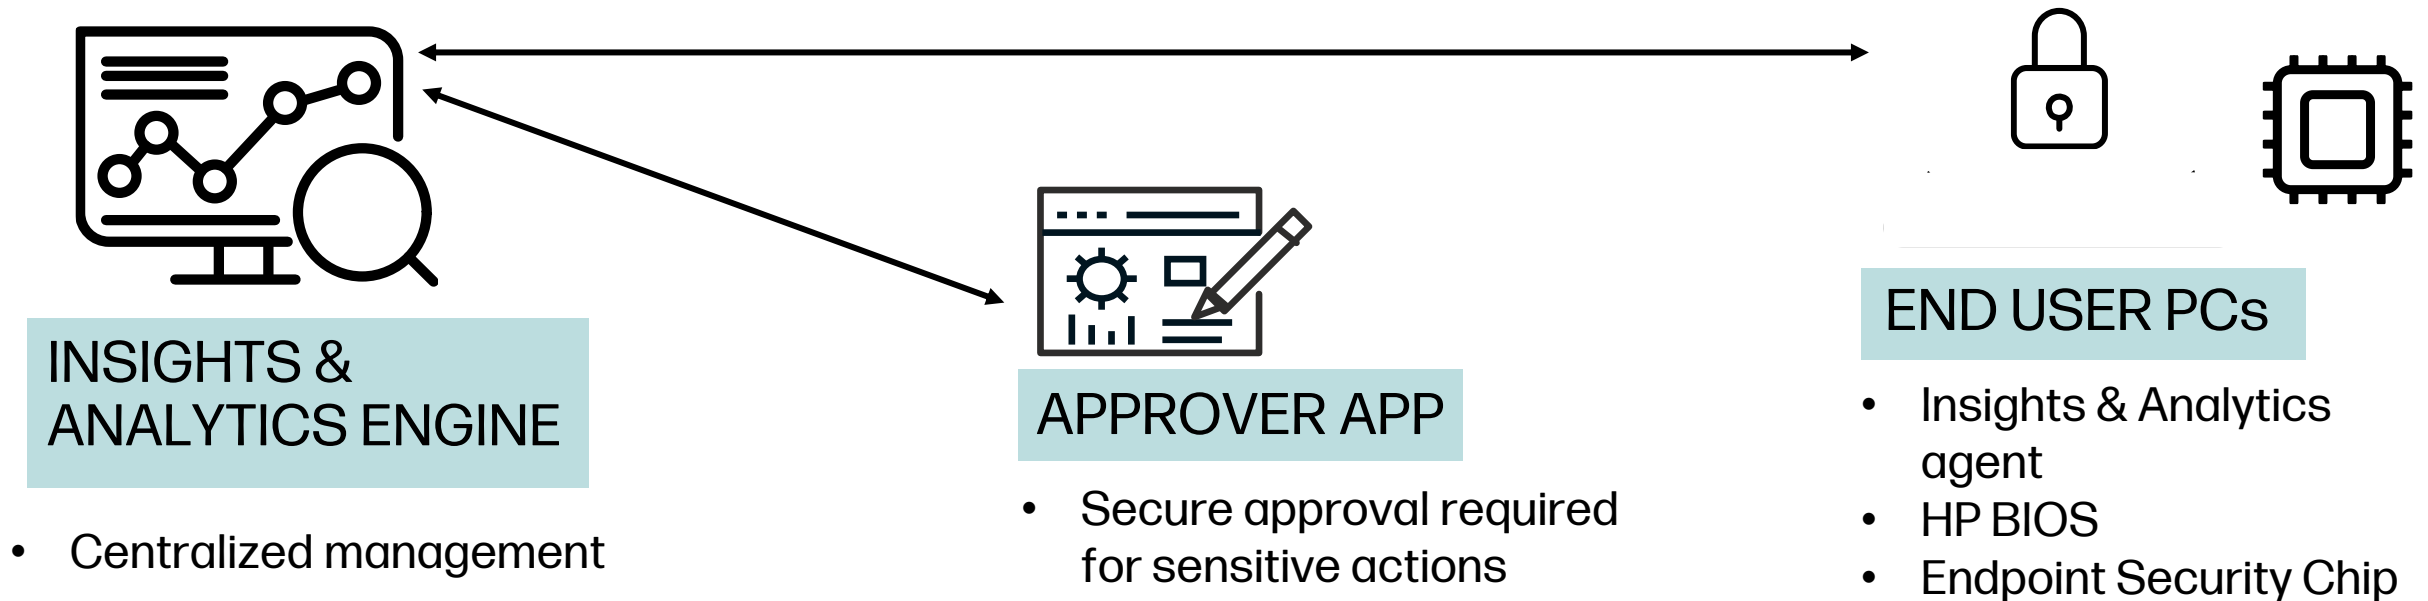 INSIGHTS &
ANALYTICS ENGINE
• Centralized management
APPROVER APP
• Secure approval required
for sensitive actions
END USER PCs
• Insights & Analytics
agent
• HP BIOS
• Endpoint Security Chip